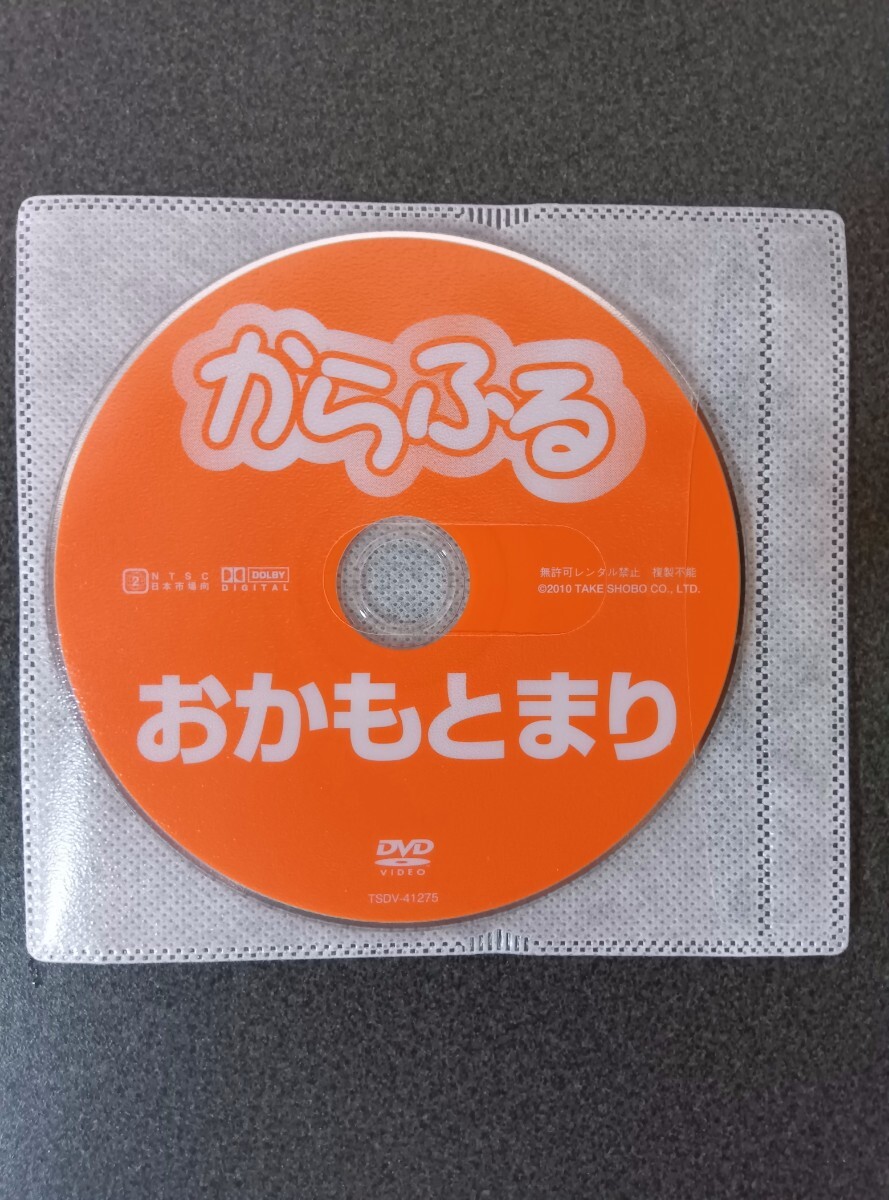 からふる
2 NTSC
日本市場向
DOLBY
DIGITAL
無許可レンタル禁止 複製不能
©2010 TAKE SHOBO CO., LTD.
おかもとまり
DVD
VIDEO
TSDV-41275